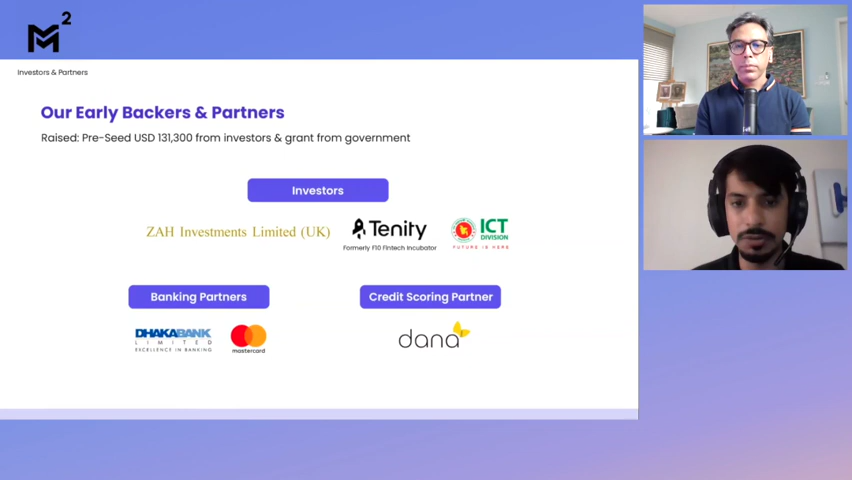 M2
Investors & Partners
Our Early Backers & Partners
Raised: Pre-Seed USD 131,300 from investors & grant from government
Investors
ZAH Investments Limited (UK)
Tenity
Formerly F10 Fintech Incubator
ICT
DIVISION
FUTURE IS HERE
Banking Partners
Credit Scoring Partner
DHAKABANK
LIMITED
EXCELLENCE IN BANKING
mastercard
dana